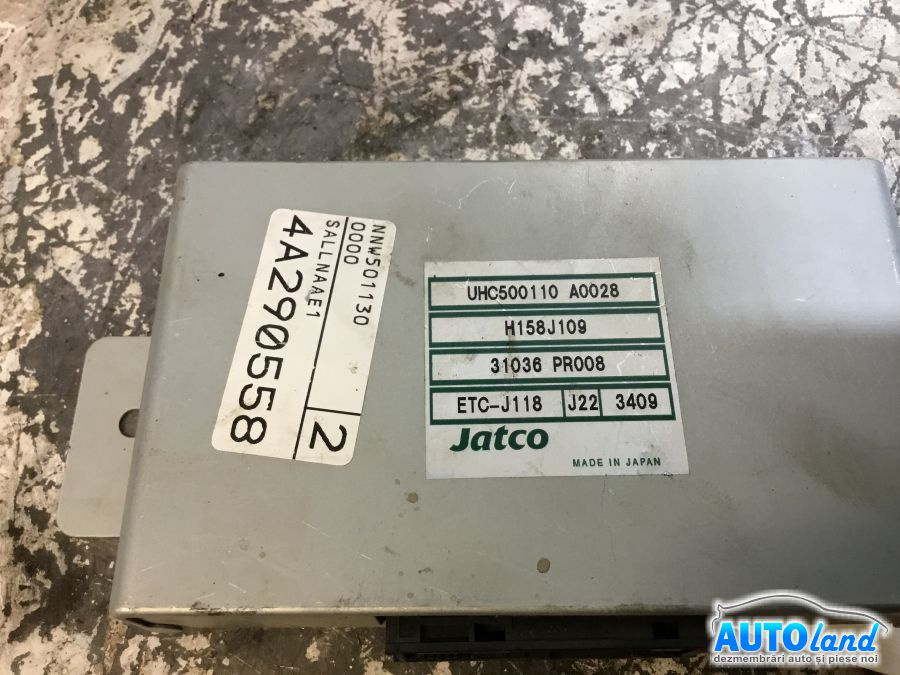 NNW501130
0000
SALLNAAE1
4A290558
2
UHC500110 A0028
H158J109
31036 PR008
ETC-J118 J22 3409
Jatco
MADE IN JAPAN
AUTOland
dezmembrări auto și piese noi